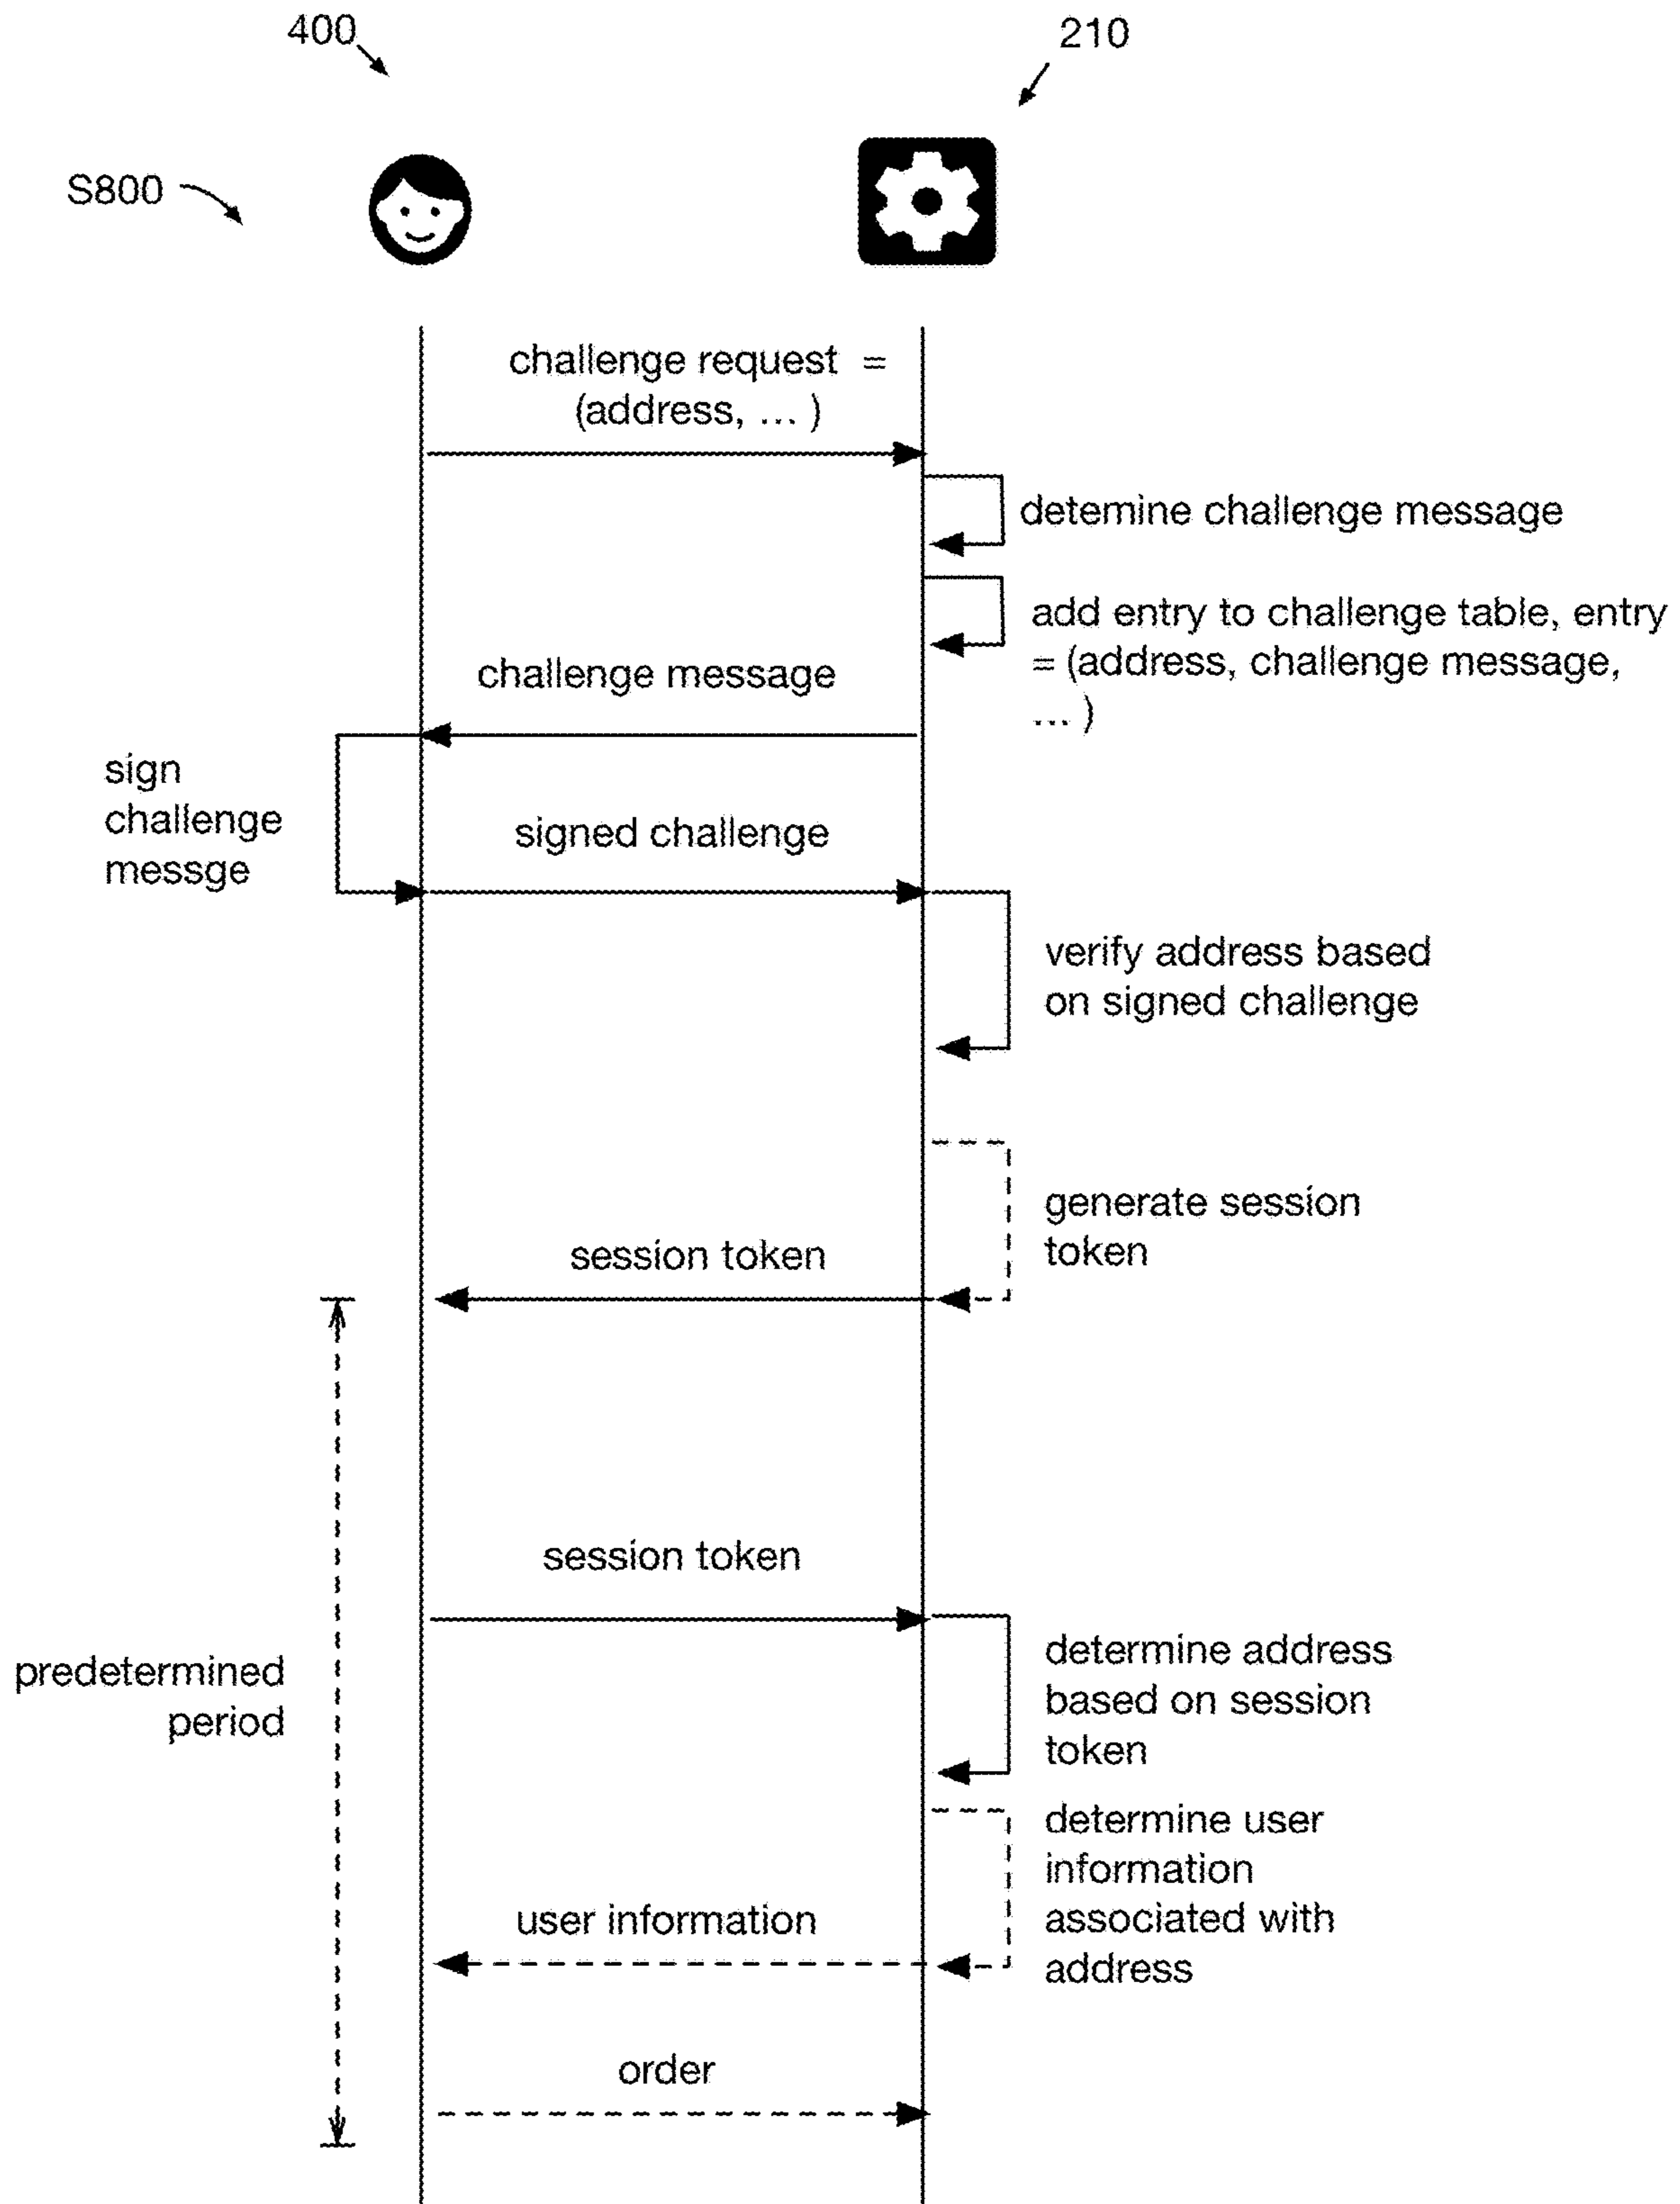 400
210
S800
challenge request =
(address, ... )
detemine challenge message
add entry to challenge table, entry
= (address, challenge message,
... )
challenge message
sign
challenge
messge
signed challenge
verify address based
on signed challenge
generate session
token
session token
session token
predetermined
period
determine address
based on session
token
determine user
information
associated with
address
user information
order